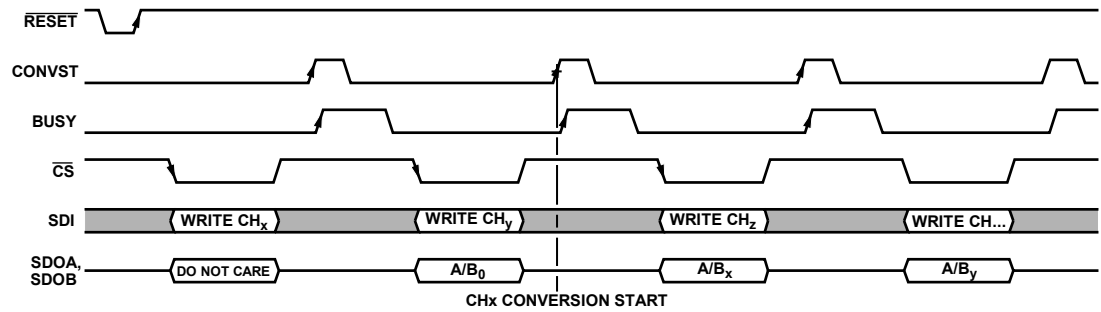 RESET
CONVST
BUSY
CS
SDI WRITE CHx WRITE CHy WRITE CHz WRITE CH...
SDOA,
SDOB DO NOT CARE A/B0 A/Bx A/By
CHx CONVERSION START